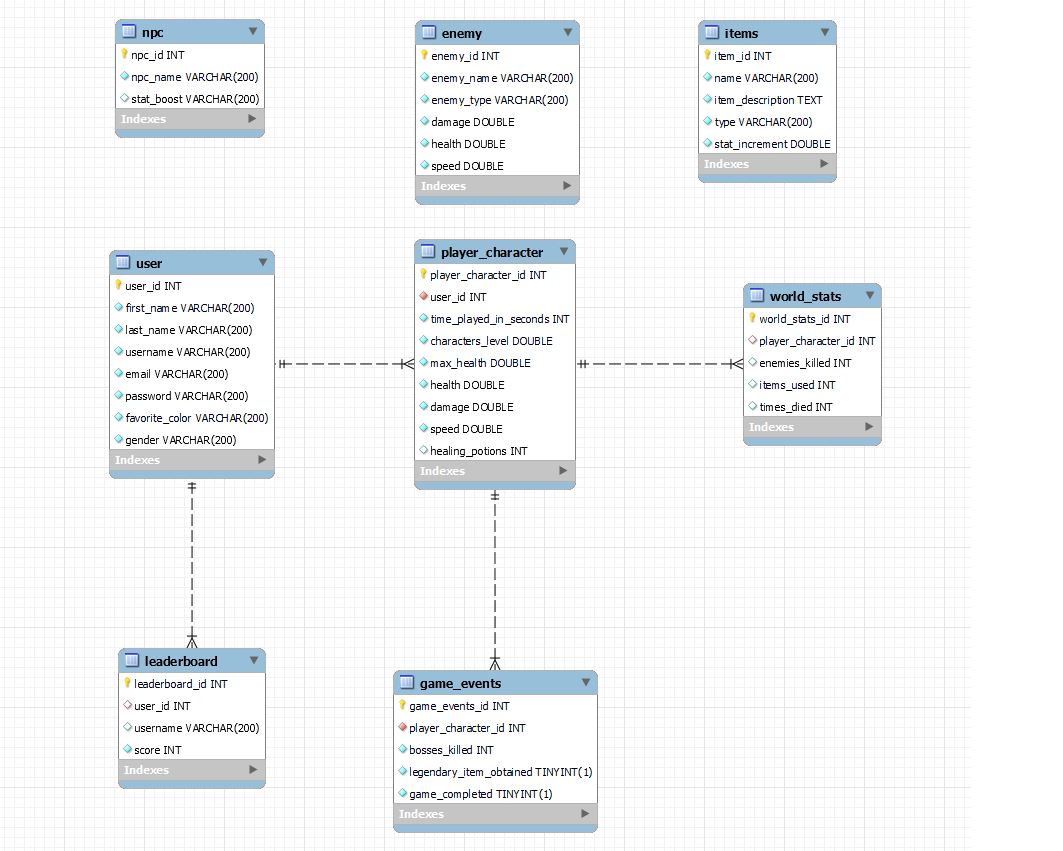 npc
npc_id INT
npc_name VARCHAR(200)
stat_boost VARCHAR(200)
Indexes
enemy
enemy_id INT
enemy_name VARCHAR(200)
enemy_type VARCHAR(200)
damage DOUBLE
health DOUBLE
speed DOUBLE
Indexes
items
item_id INT
name VARCHAR(200)
item_description TEXT
type VARCHAR(200)
stat_increment DOUBLE
Indexes
user
user_id INT
first_name VARCHAR(200)
last_name VARCHAR(200)
username VARCHAR(200)
email VARCHAR(200)
password VARCHAR(200)
favorite_color VARCHAR(200)
gender VARCHAR(200)
Indexes
player_character
player_character_id INT
user_id INT
time_played_in_seconds INT
characters_level DOUBLE
max_health DOUBLE
health DOUBLE
damage DOUBLE
speed DOUBLE
healing_potions INT
Indexes
world_stats
world_stats_id INT
player_character_id INT
enemies_killed INT
items_used INT
times_died INT
Indexes
leaderboard
leaderboard_id INT
user_id INT
username VARCHAR(200)
score INT
Indexes
game_events
game_events_id INT
player_character_id INT
bosses_killed INT
legendary_item_obtained TINYINT(1)
game_completed TINYINT(1)
Indexes